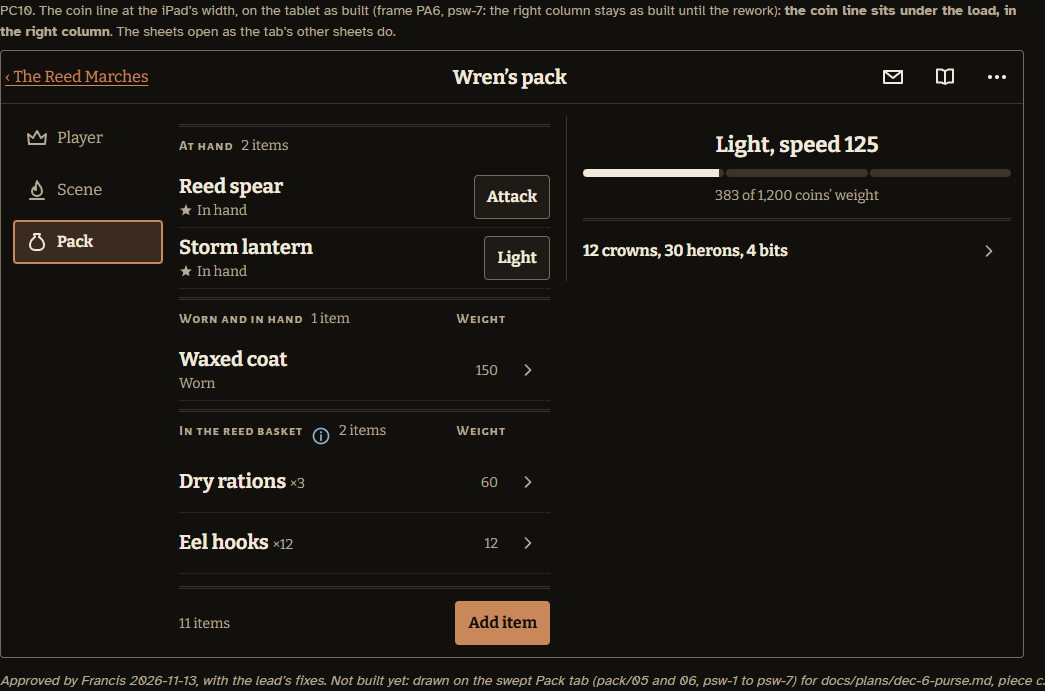 PC10. The coin line at the iPad’s width, on the tablet as built (frame PA6, psw-7: the right column stays as built until the rework): the coin line sits under the load, in
the right column. The sheets open as the tab’s other sheets do.
‹ The Reed Marches
Wren’s pack
Player
Scene
Pack
At hand 2 items
Reed spear
★ In hand
Attack
Storm lantern
★ In hand
Light
Worn and in hand 1 item Weight
Waxed coat
Worn
150
In the reed basket 2 items Weight
Dry rations ×3 60
Eel hooks ×12 12
11 items
Add item
Light, speed 125
383 of 1,200 coins’ weight
12 crowns, 30 herons, 4 bits
Approved by Francis 2026-11-13, with the lead’s fixes. Not built yet: drawn on the swept Pack tab (pack/05 and 06, psw-1 to psw-7) for docs/plans/dec-6-purse.md, piece c.